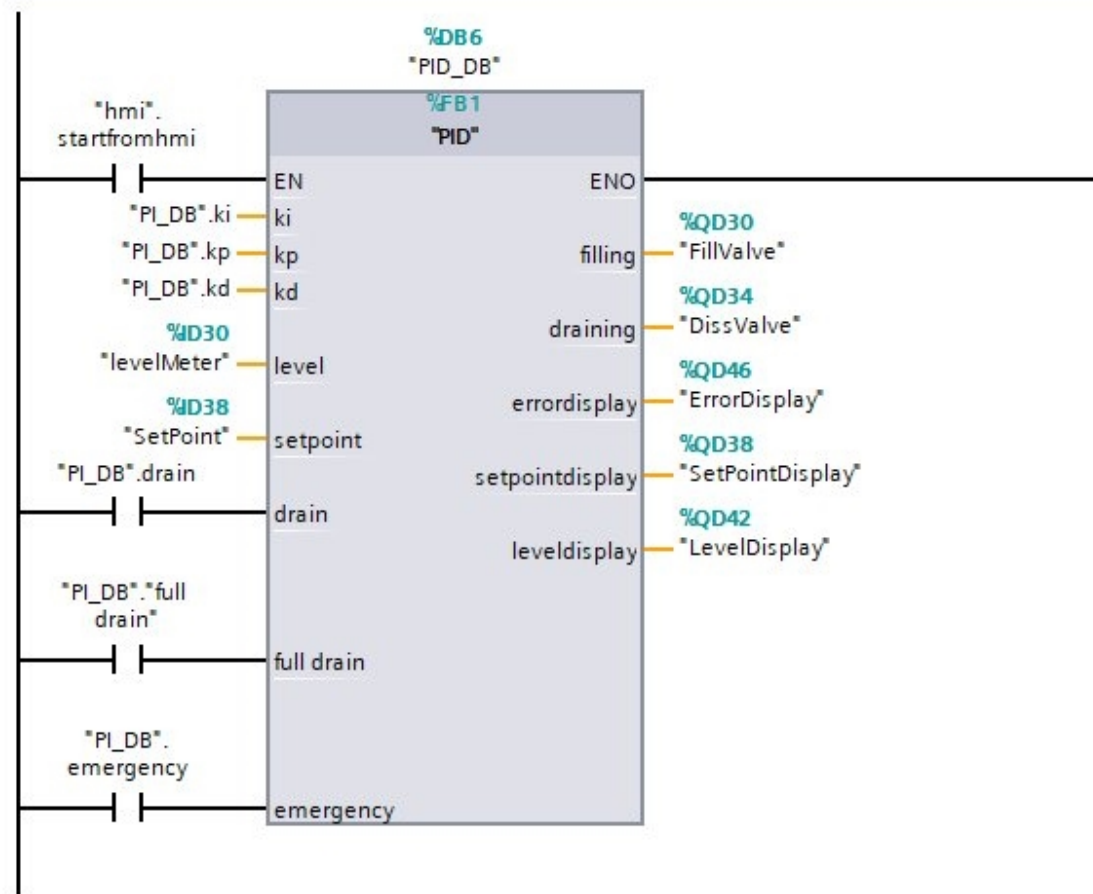 %DB6
"PID_DB"
%FB1
"PID"
"hmi".
startfromhmi
EN
ENO
"PI_DB".ki
ki
"PI_DB".kp
kp
"PI_DB".kd
kd
%ID30
"levelMeter"
level
%ID38
"SetPoint"
setpoint
"PI_DB".drain
drain
"PI_DB"."full
drain"
full drain
"PI_DB".
emergency
emergency
filling
%QD30
"FillValve"
draining
%QD34
"DissValve"
errordisplay
%QD46
"ErrorDisplay"
setpointdisplay
%QD38
"SetPointDisplay"
leveldisplay
%QD42
"LevelDisplay"